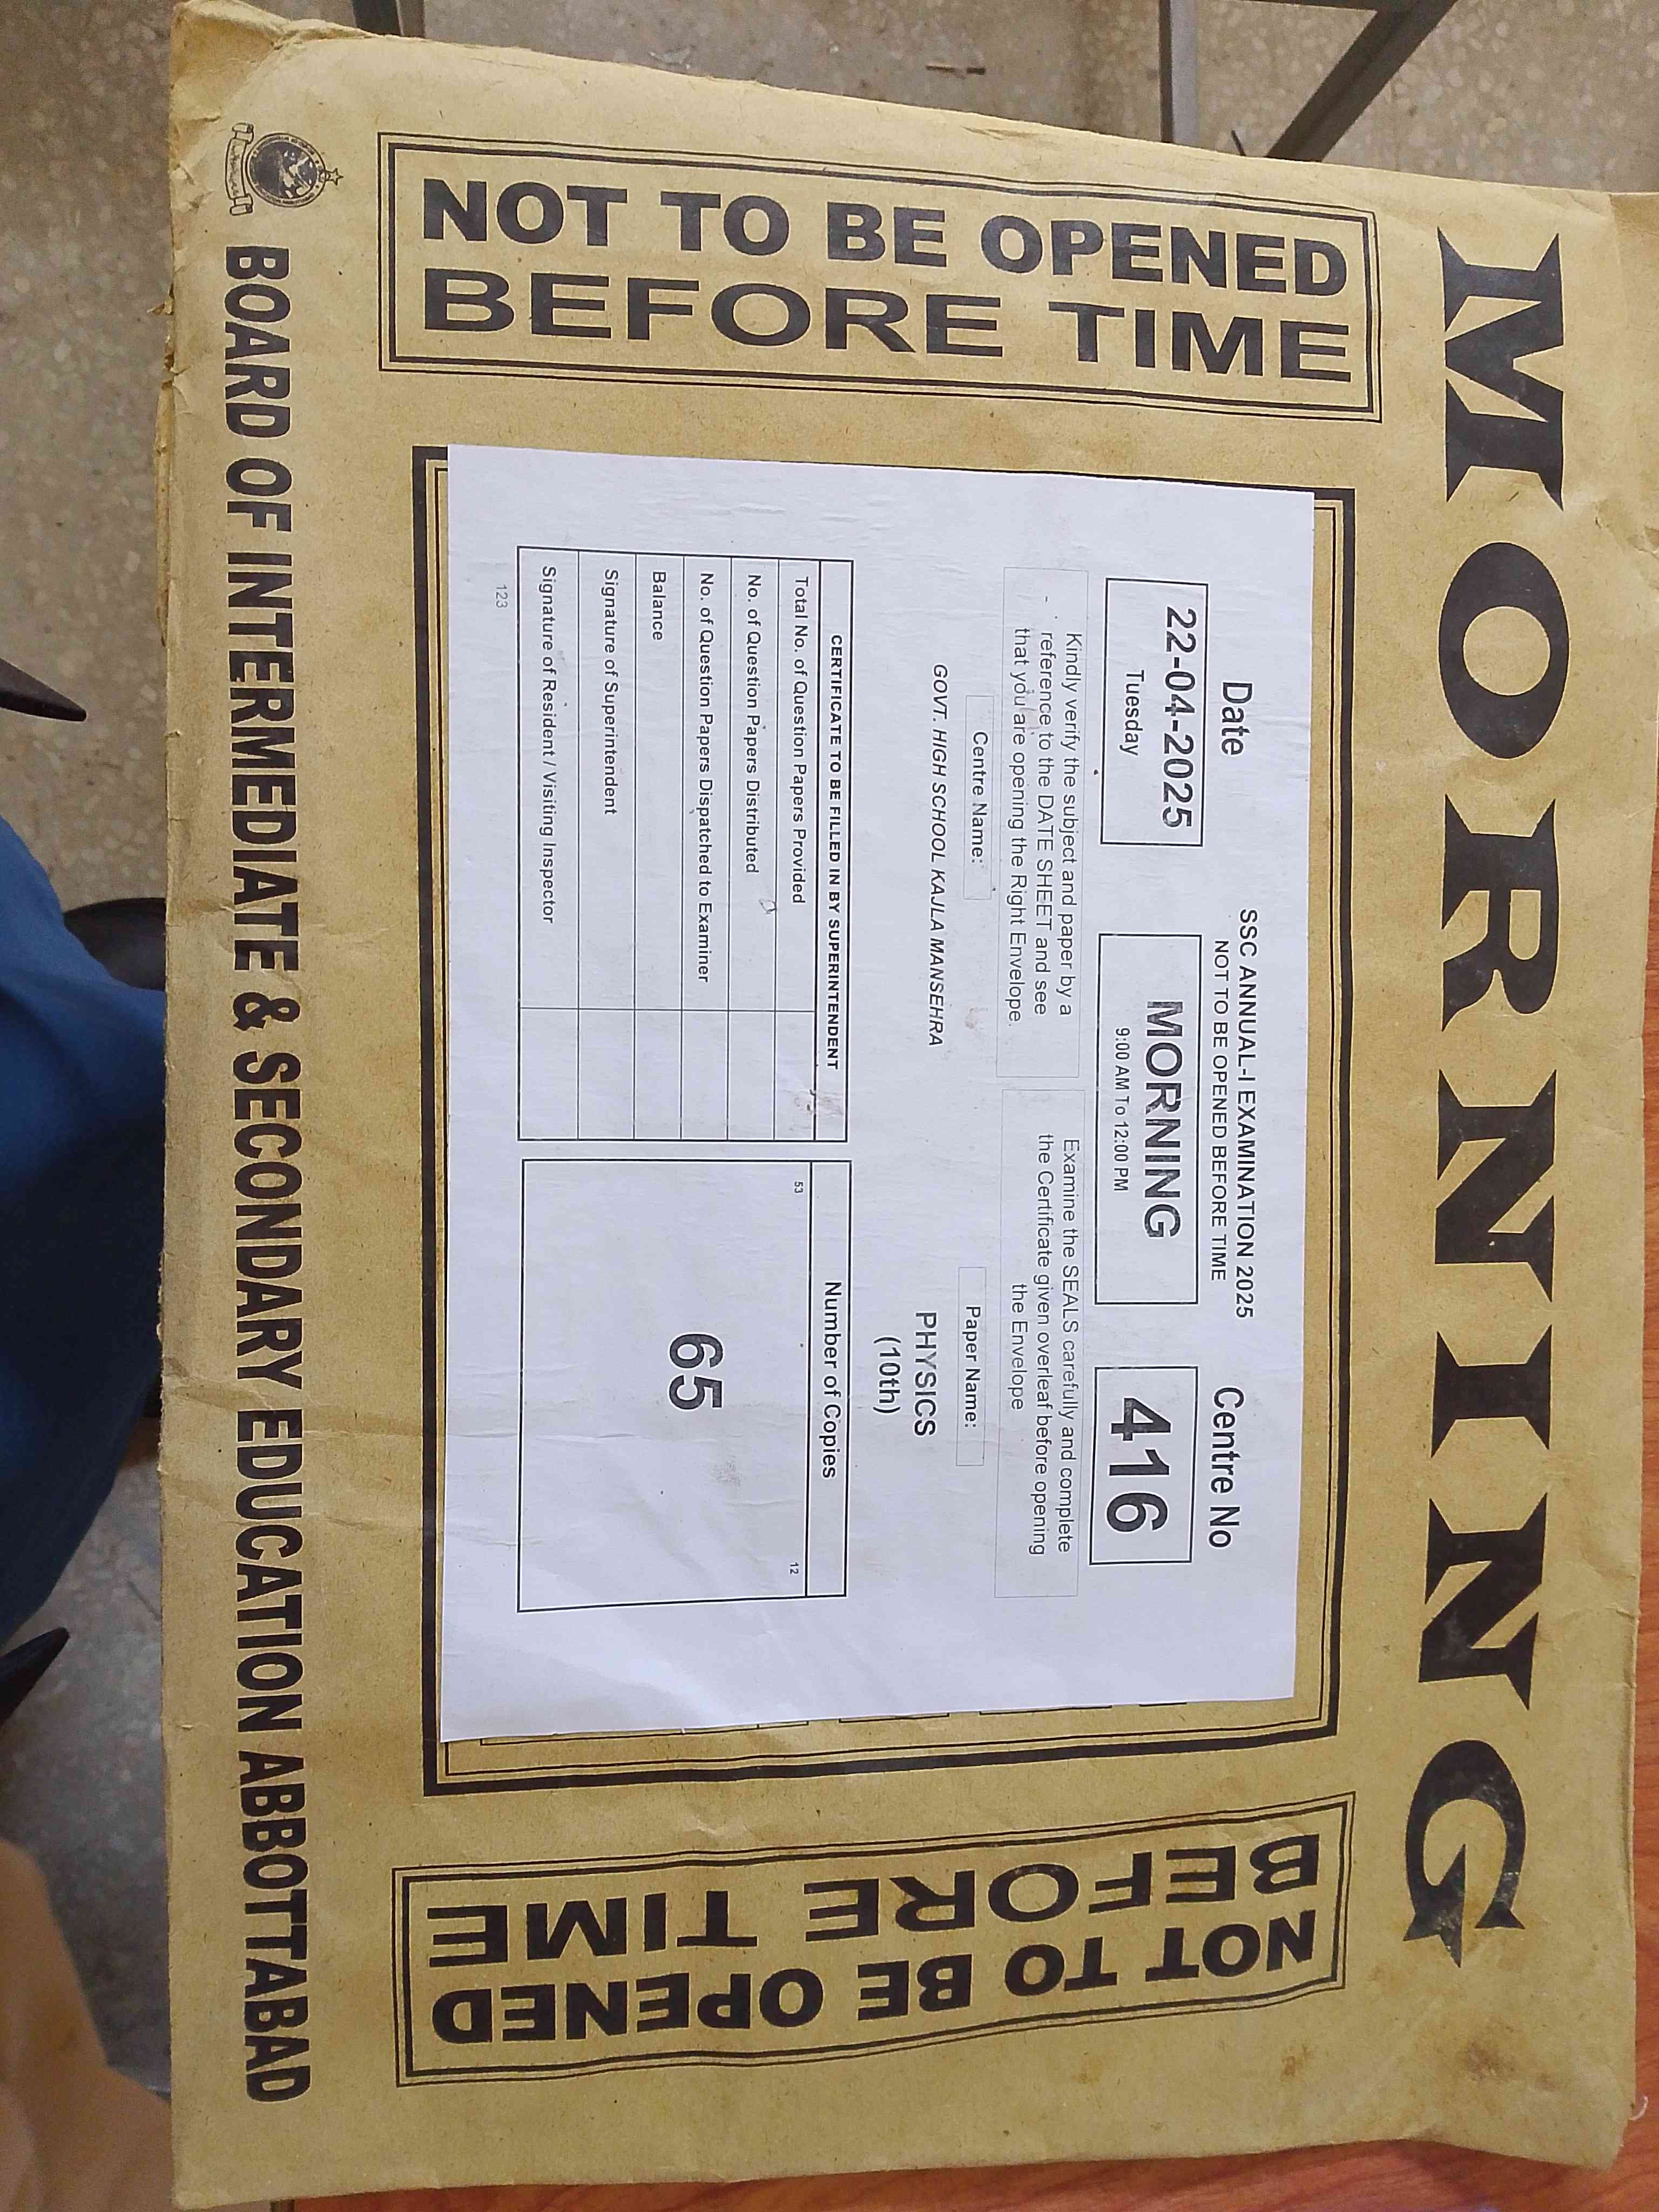 MORNING
NOT TO BE OPENED
BEFORE TIME
Date
22-04-2025
Tuesday
SSC ANNUAL-I EXAMINATION 2025
NOT TO BE OPENED BEFORE TIME
MORNING
9:00 AM To 12:00 PM
Centre No
416
Kindly verify the subject and paper by a
- . reference to the DATE SHEET and see
that you are opening the Right Envelope.
Examine the SEALS carefully and complete
the Certificate given overleaf before opening
the Envelope
Centre Name:
GOVT. HIGH SCHOOL KAJLA MANSEHRA
Paper Name:
PHYSICS
(10th)
CERTIFICATE TO BE FILLED IN BY SUPERINTENDENT
Total No. of Question Papers Provided
No. of Question Papers Distributed
No. of Question Papers Dispatched to Examiner
Balance
Signature of Superintendent
Signature of Resident / Visiting Inspector
123
Number of Copies
53
12
65
NOT TO BE OPENED
BEFORE TIME
BOARD OF INTERMEDIATE & SECONDARY EDUCATION ABBOTTABAD